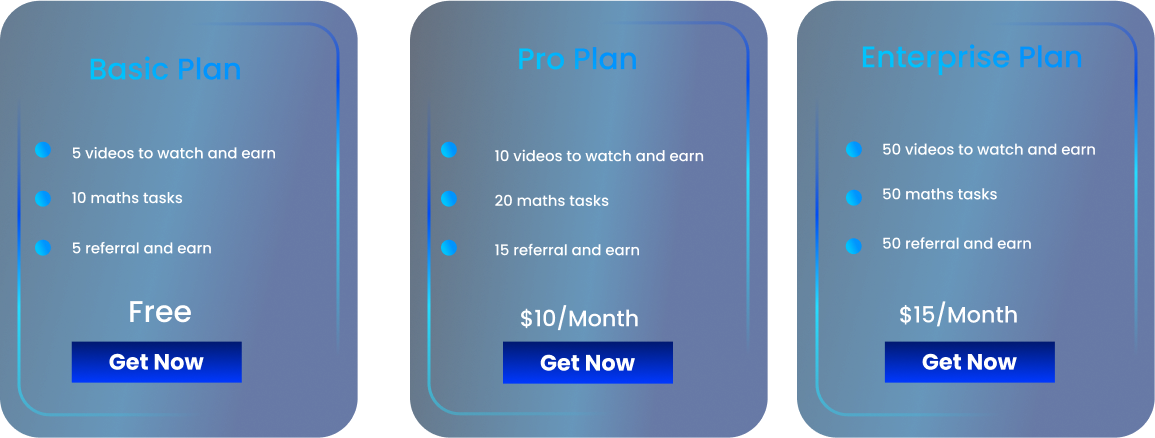 Basic Plan
5 videos to watch and earn
10 maths tasks
5 referral and earn
Free
Get Now
Pro Plan
10 videos to watch and earn
20 maths tasks
15 referral and earn
$10/Month
Get Now
Enterprise Plan
50 videos to watch and earn
50 maths tasks
50 referral and earn
$15/Month
Get Now